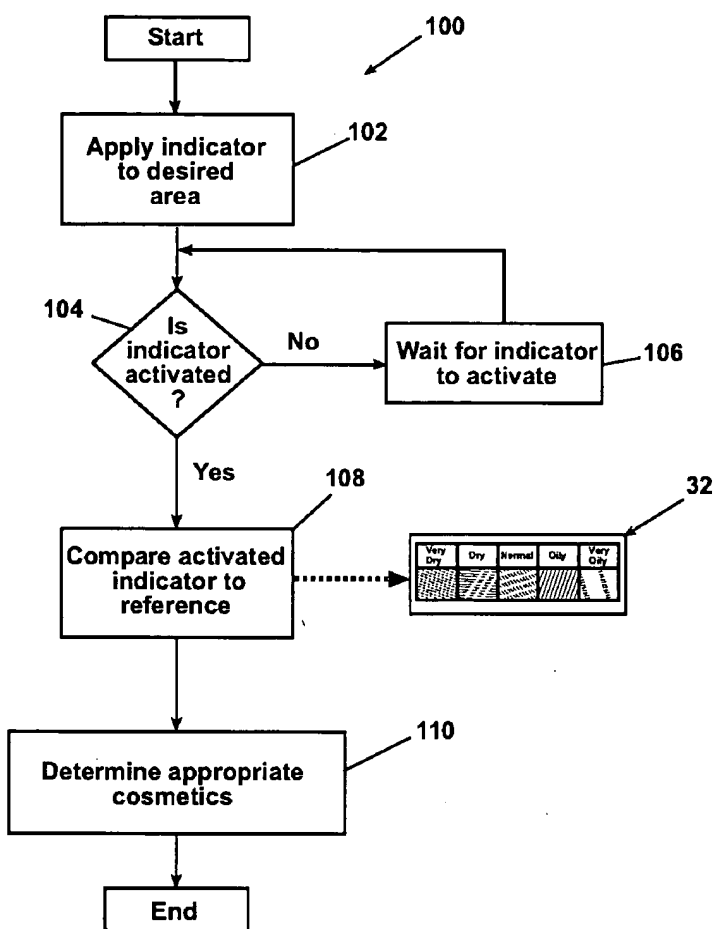 Start
100
Apply indicator
to desired
area
102
104
Is
indicator
activated
?
No
Wait for indicator
to activate
106
Yes
108
Compare activated
indicator to
reference
32
Very
Dry
Dry
Normal
Oily
Very
Oily
110
Determine appropriate
cosmetics
End